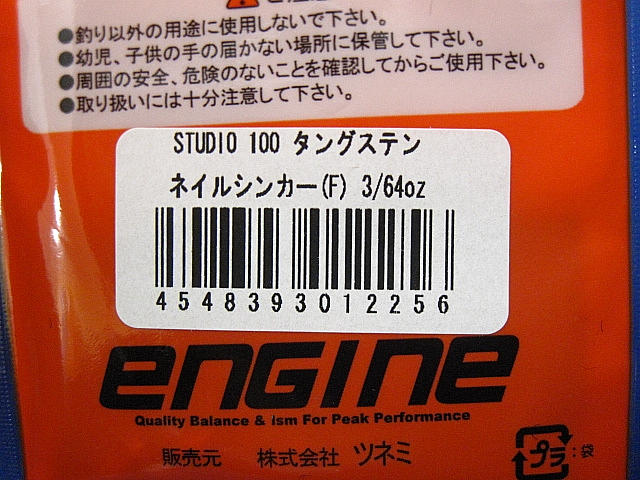 ●釣り以外の用途に使用しないで下さい。
●幼児、子供の手の届かない場所に保管して下さい。
●周囲の安全、危険のないことを確認してからご使用下さい。
●取り扱いには十分注意して下さい。
STUDIO 100 タングステン
ネイルシンカー(F) 3/64oz
4548393012256
engine
Quality Balance & ism For Peak Performance
販売元 株式会社 ツネミ
プラ :袋